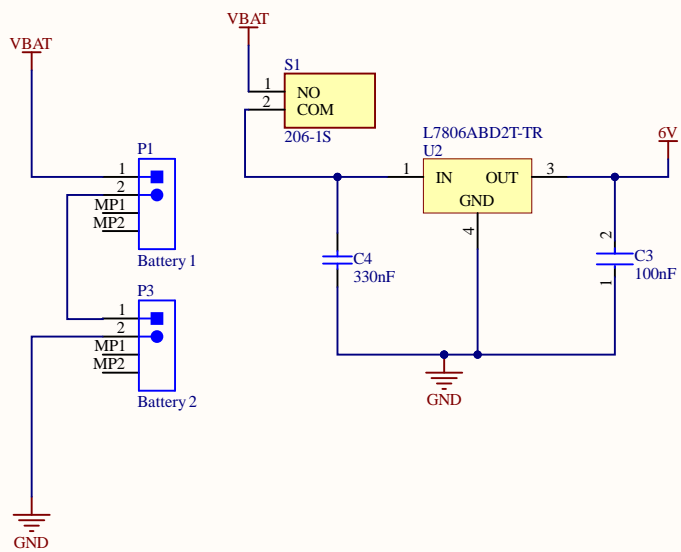 VBAT
VBAT
S1
1 NO
2 COM
206-1S
L7806ABD2T-TR
U2
1 IN OUT 3
GND
4
6V
P1
1
2
MP1
MP2
Battery 1
C4
330nF
2
C3
100nF
1
P3
1
2
MP1
MP2
Battery 2
GND
GND